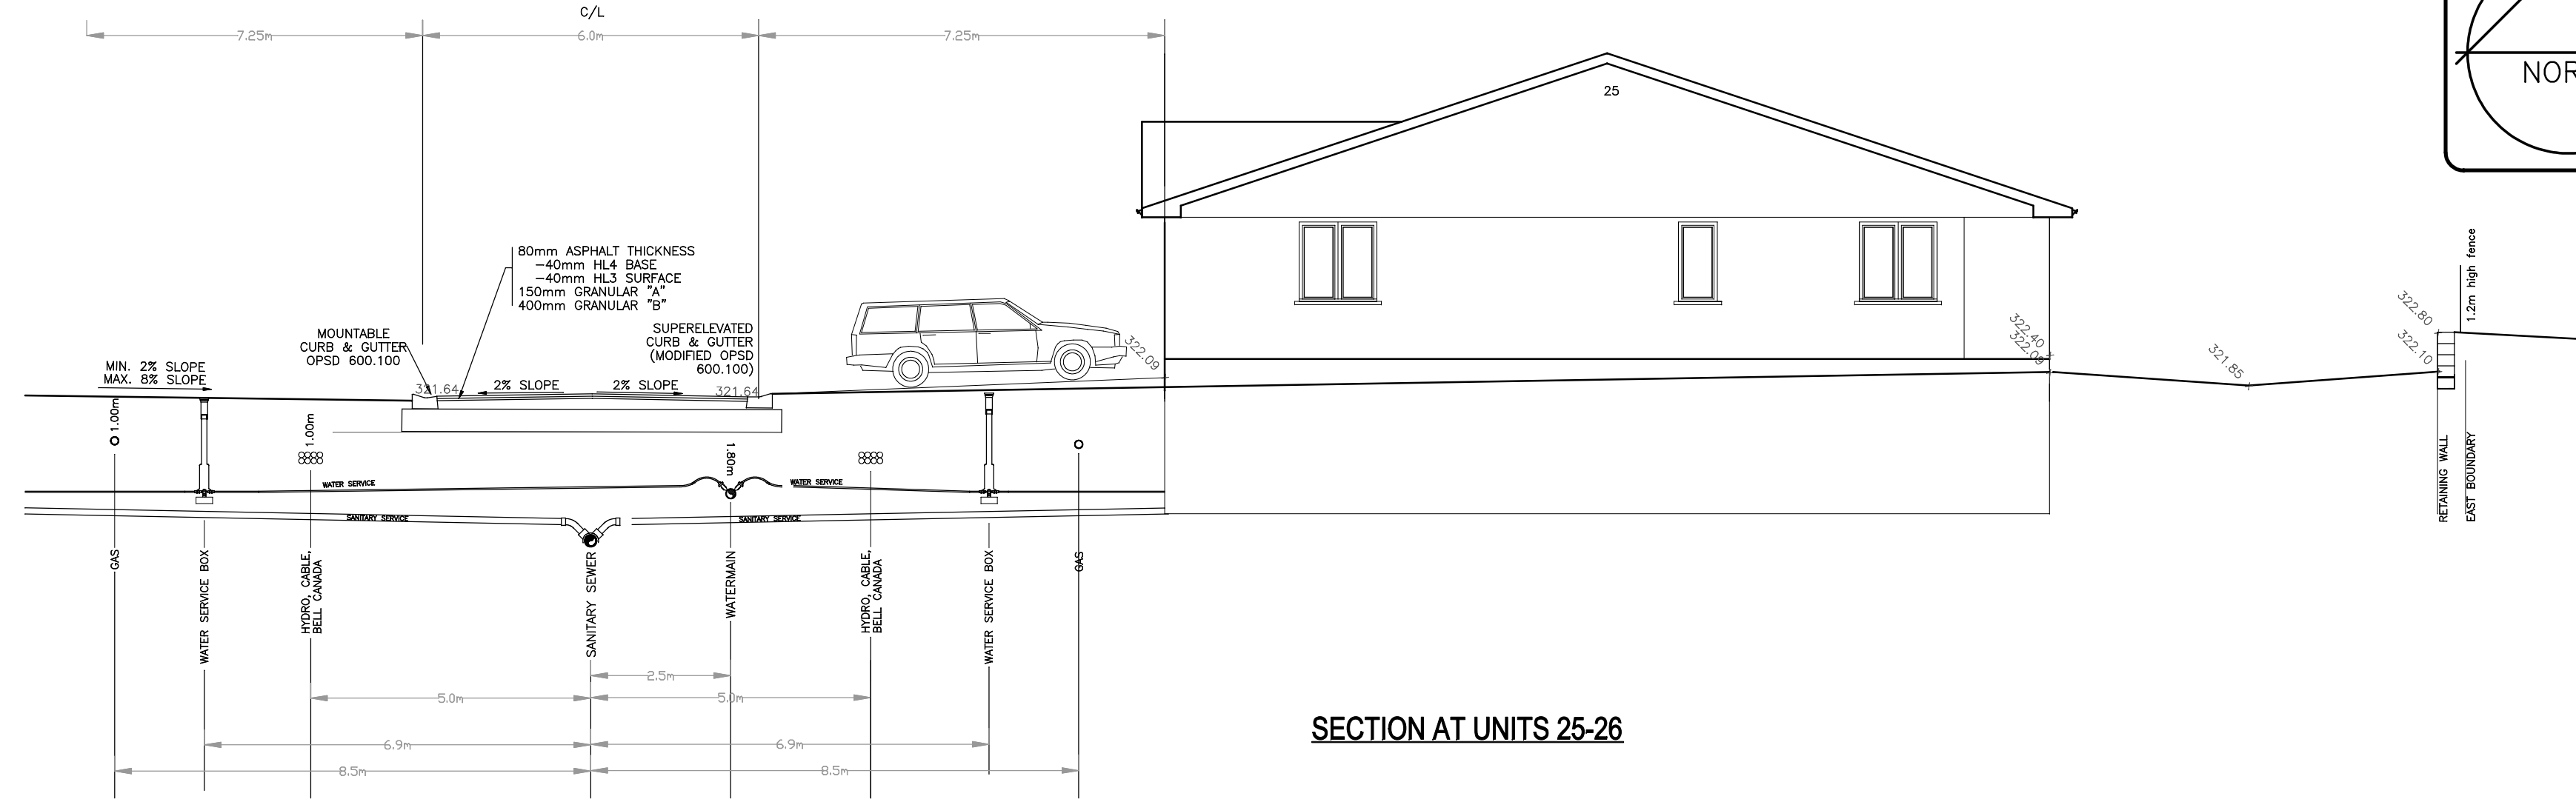 C/L
7.25m
6.0m
7.25m
25
80mm ASPHALT THICKNESS
-40mm HL4 BASE
-40mm HL3 SURFACE
150mm GRANULAR "A"
400mm GRANULAR "B"
MOUNTABLE
CURB & GUTTER
OPSD 600.100
SUPERELEVATED
CURB & GUTTER
(MODIFIED OPSD
600.100)
MIN. 2% SLOPE
MAX. 8% SLOPE
321.64
2% SLOPE
2% SLOPE
321.64
322.09
322.40
322.09
321.85
322.80
322.10
1.2m high fence
1.00m
1.00m
1.80m
WATER SERVICE
WATER SERVICE
SANITARY SERVICE
SANITARY SERVICE
GAS
WATER SERVICE BOX
HYDRO, CABLE,
BELL CANADA
SANITARY SEWER
WATERMAIN
HYDRO, CABLE,
BELL CANADA
WATER SERVICE BOX
GAS
RETAINING WALL
EAST BOUNDARY
2.5m
5.0m
5.0m
6.9m
6.9m
8.5m
8.5m
SECTION AT UNITS 25-26
NOR